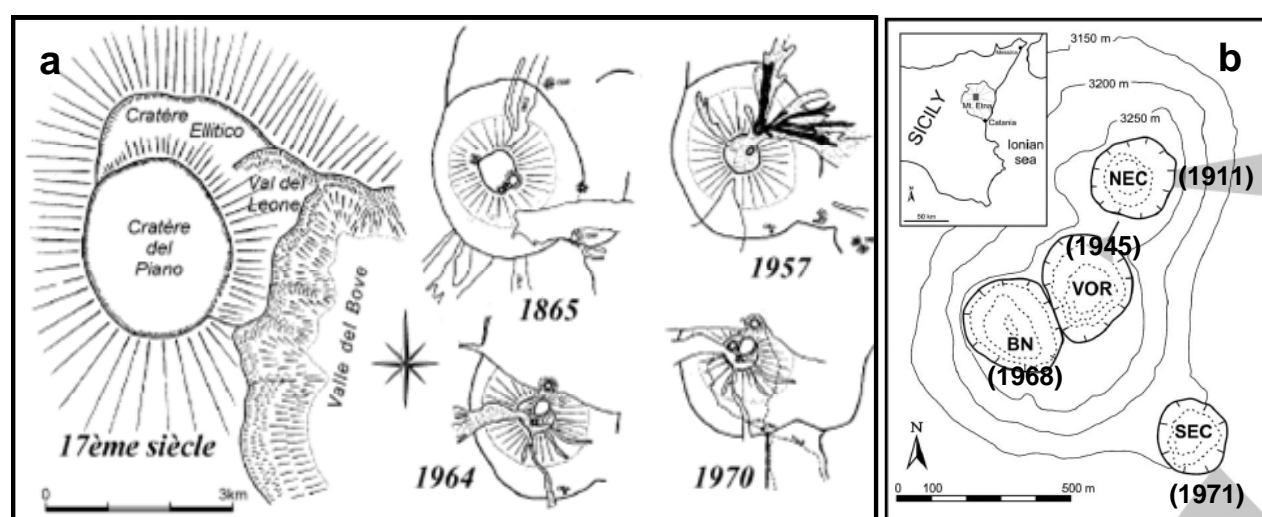 a
Cratère
Ellitico
Val del
Leone
Cratère
del
Piano
Valle del Bove
17ème siècle
0
3km
1865
1957
1964
1970
b
3150 m
3200 m
3250 m
Messina
Mt. Etna
Catania
SICILY
Ionian
sea
N
50 km
NEC
(1911)
(1945)
VOR
BN
(1968)
SEC
(1971)
N
0 100 500 m